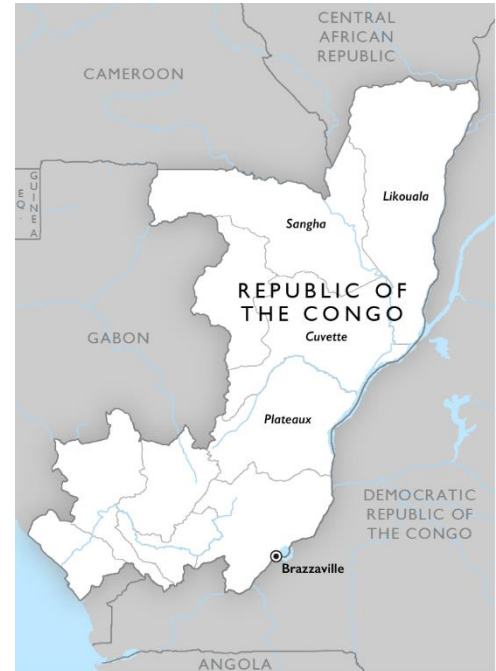 CENTRAL
AFRICAN
REPUBLIC
CAMEROON
EQ.
GUINEA
Likouala
Sangha
REPUBLIC OF
THE CONGO
GABON
Cuvette
Plateaux
DEMOCRATIC
REPUBLIC OF
THE CONGO
Brazzaville
ANGOLA